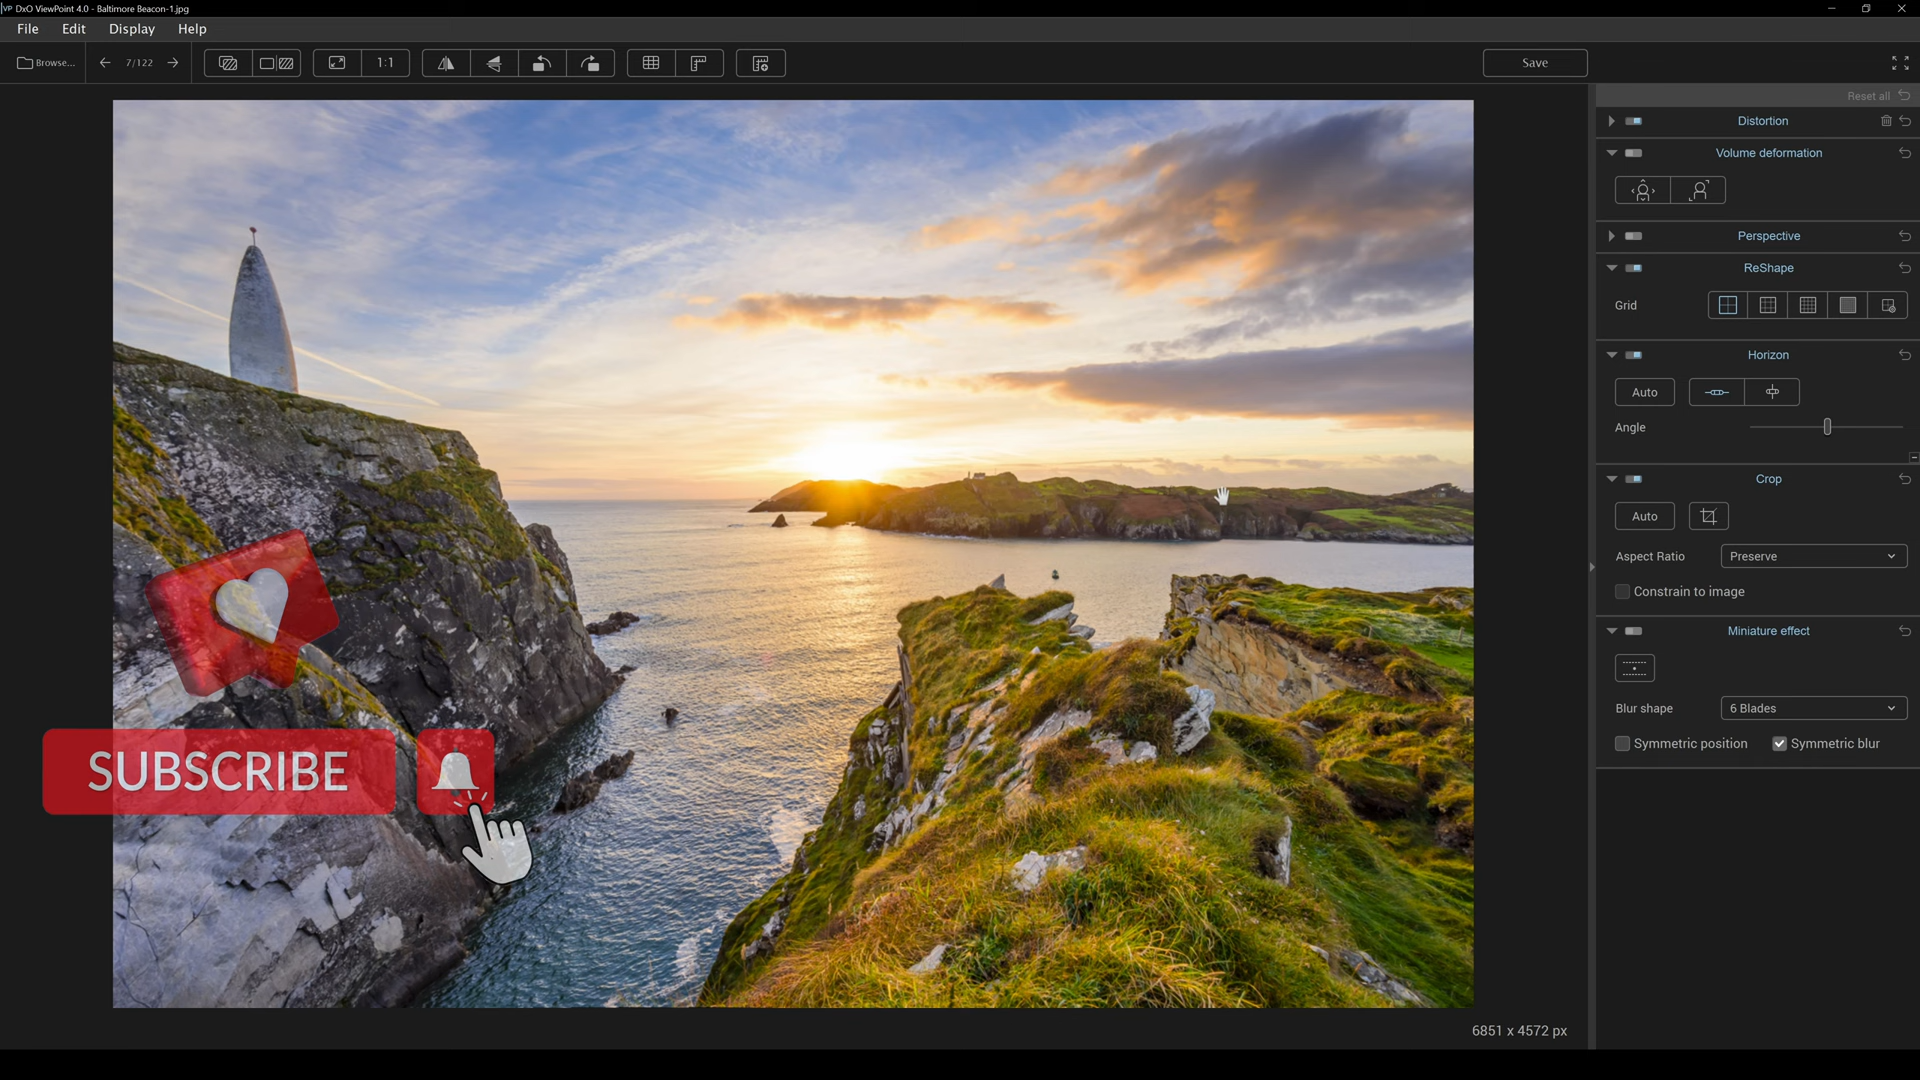 VP DxO ViewPoint 4.0 - Baltimore Beacon-1.jpg
File Edit Display Help
Browse... 7/122 1:1 Save
Reset all
Distortion
Volume deformation
Perspective
ReShape
Grid
Horizon
Auto
Angle
Crop
Auto
Aspect Ratio Preserve
Constrain to image
Miniature effect
Blur shape 6 Blades
Symmetric position Symmetric blur
SUBSCRIBE
6851 x 4572 px